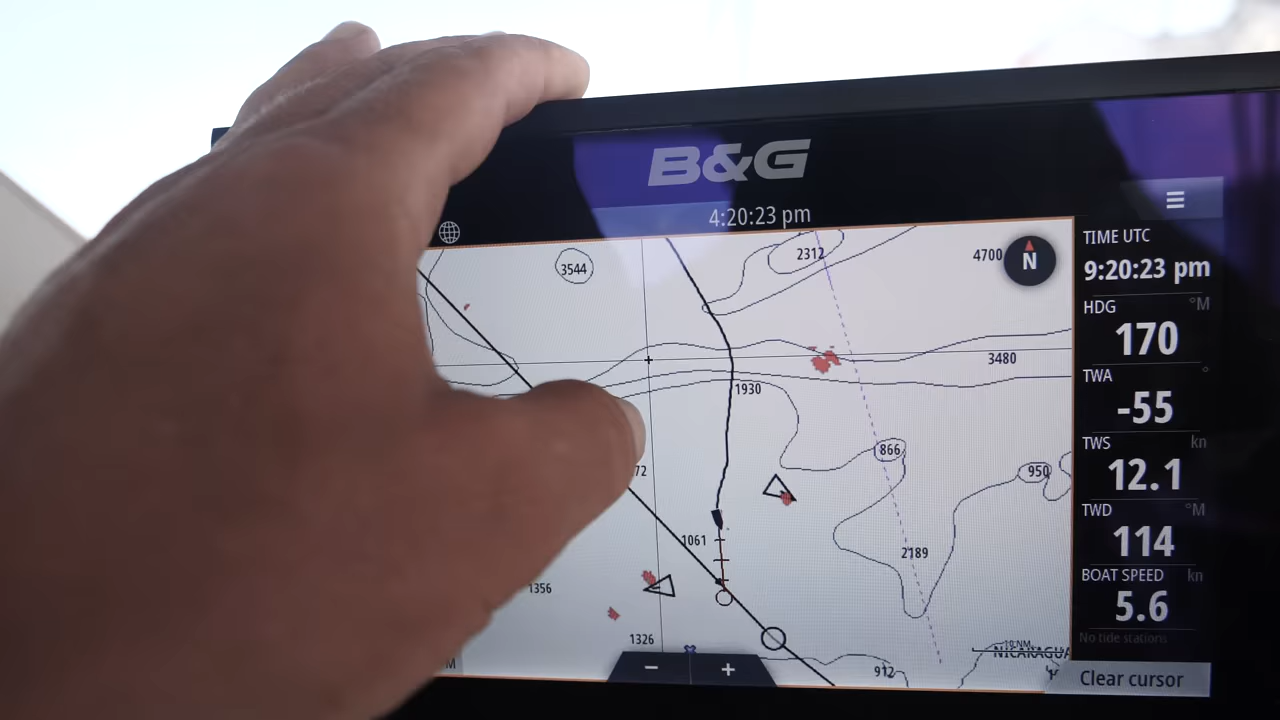 B&G
4:20:23 pm
TIME UTC
9:20:23 pm
HDG °M
170
TWA °
-55
TWS kn
12.1
TWD °M
114
BOAT SPEED kn
5.6
No tide stations
Clear cursor
N
3544
2312
4700
3480
1930
866
950
72
1061
2189
1356
1326
912
NICARAGUA
M
− +